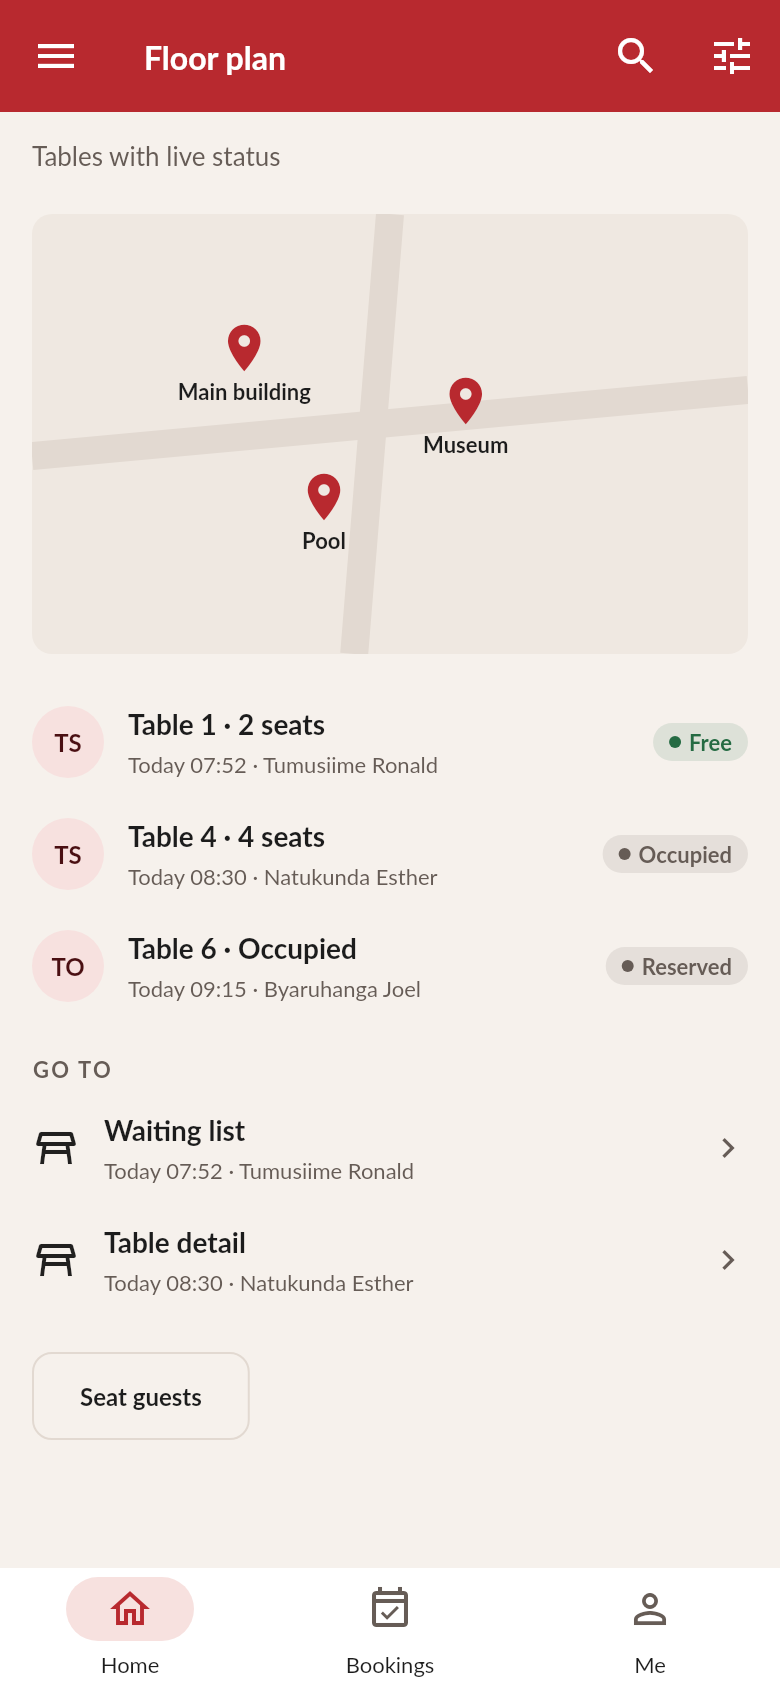 Floor plan
Tables with live status
Main building
Museum
Pool
TS
Table 1 · 2 seats
Today 07:52 · Tumusiime Ronald
Free
TS
Table 4 · 4 seats
Today 08:30 · Natukunda Esther
Occupied
TO
Table 6 · Occupied
Today 09:15 · Byaruhanga Joel
Reserved
GO TO
Waiting list
Today 07:52 · Tumusiime Ronald
Table detail
Today 08:30 · Natukunda Esther
Seat guests
Home
Bookings
Me